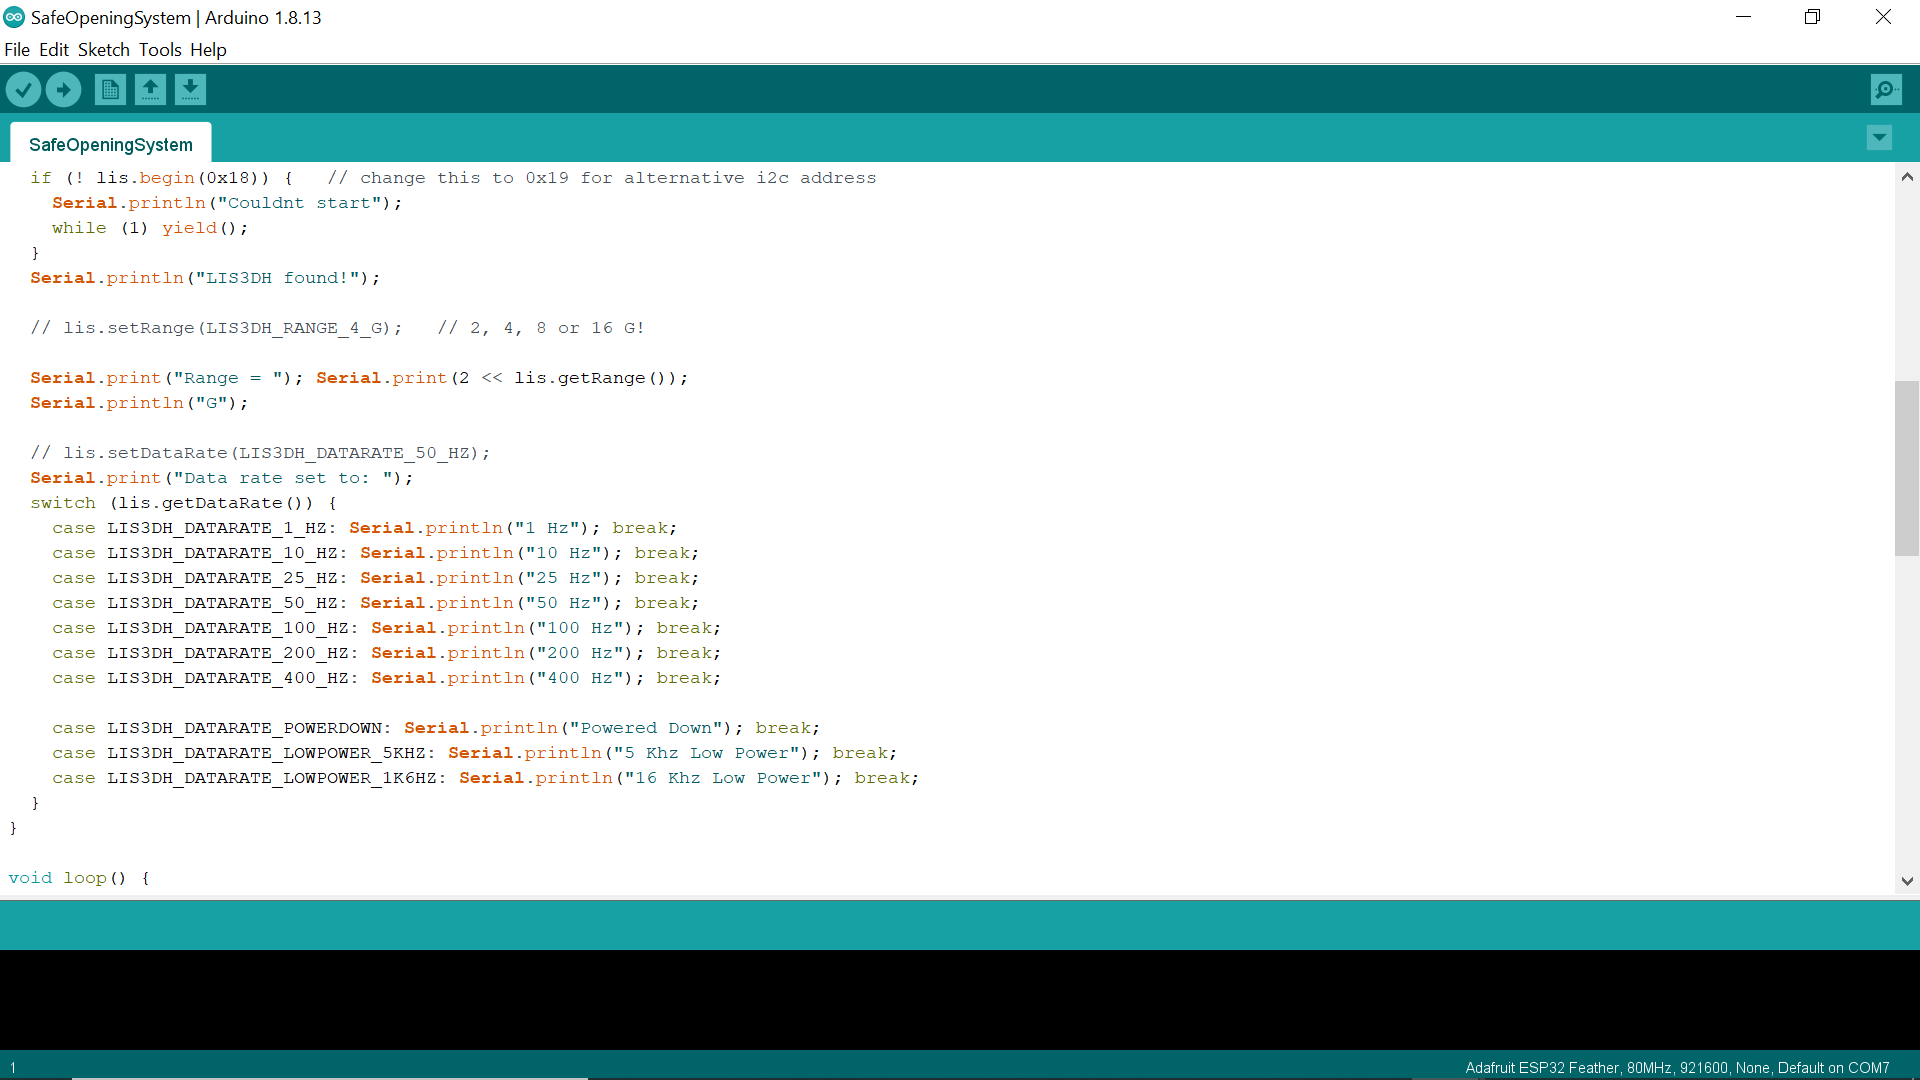 SafeOpeningSystem | Arduino 1.8.13
File Edit Sketch Tools Help
SafeOpeningSystem
if (! lis.begin(0x18)) {   // change this to 0x19 for alternative i2c address
Serial.println("Couldnt start");
while (1) yield();
}
Serial.println("LIS3DH found!");
// lis.setRange(LIS3DH_RANGE_4_G);   // 2, 4, 8 or 16 G!
Serial.print("Range = "); Serial.print(2 << lis.getRange());
Serial.println("G");
// lis.setDataRate(LIS3DH_DATARATE_50_HZ);
Serial.print("Data rate set to: ");
switch (lis.getDataRate()) {
case LIS3DH_DATARATE_1_HZ: Serial.println("1 Hz"); break;
case LIS3DH_DATARATE_10_HZ: Serial.println("10 Hz"); break;
case LIS3DH_DATARATE_25_HZ: Serial.println("25 Hz"); break;
case LIS3DH_DATARATE_50_HZ: Serial.println("50 Hz"); break;
case LIS3DH_DATARATE_100_HZ: Serial.println("100 Hz"); break;
case LIS3DH_DATARATE_200_HZ: Serial.println("200 Hz"); break;
case LIS3DH_DATARATE_400_HZ: Serial.println("400 Hz"); break;
case LIS3DH_DATARATE_POWERDOWN: Serial.println("Powered Down"); break;
case LIS3DH_DATARATE_LOWPOWER_5KHZ: Serial.println("5 Khz Low Power"); break;
case LIS3DH_DATARATE_LOWPOWER_1K6HZ: Serial.println("16 Khz Low Power"); break;
}
}
void loop() {
1
Adafruit ESP32 Feather, 80MHz, 921600, None, Default on COM7